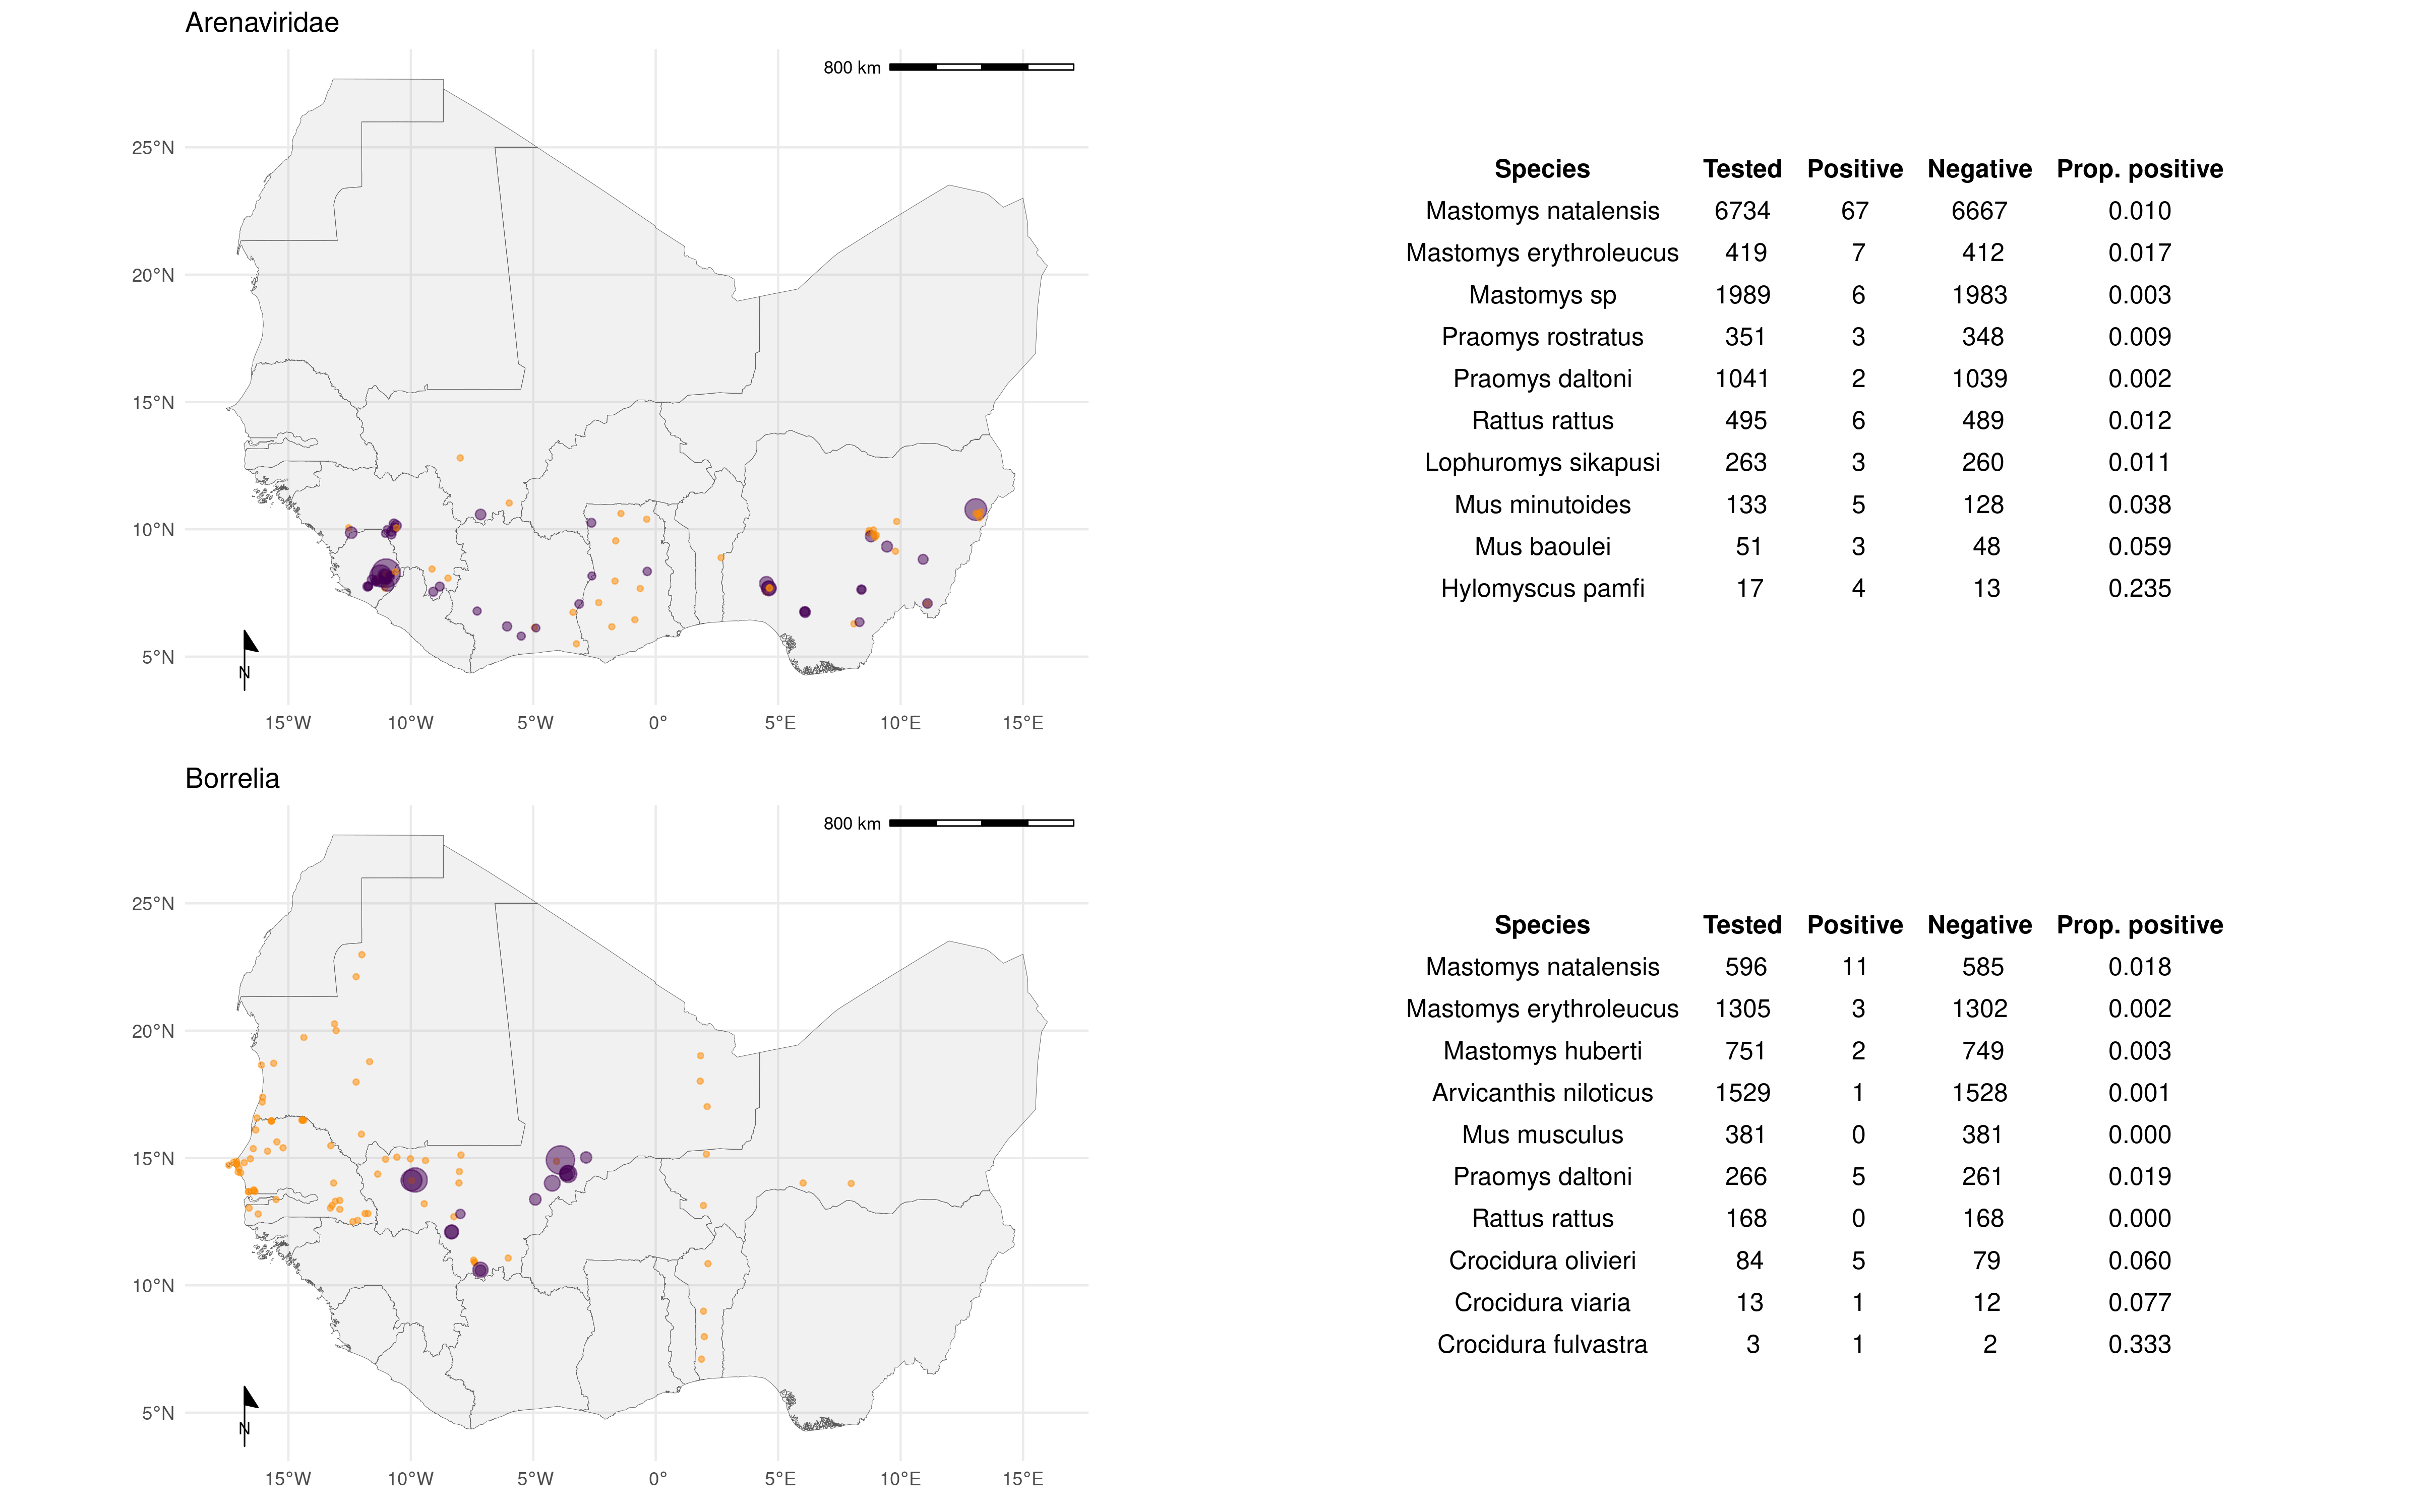 Arenaviridae
800 km
25°N
20°N
15°N
10°N
5°N
N
15°W 10°W 5°W 0° 5°E 10°E 15°E
Species Tested Positive Negative Prop. positive
Mastomys natalensis 6734 67 6667 0.010
Mastomys erythroleucus 419 7 412 0.017
Mastomys sp 1989 6 1983 0.003
Praomys rostratus 351 3 348 0.009
Praomys daltoni 1041 2 1039 0.002
Rattus rattus 495 6 489 0.012
Lophuromys sikapusi 263 3 260 0.011
Mus minutoides 133 5 128 0.038
Mus baoulei 51 3 48 0.059
Hylomyscus pamfi 17 4 13 0.235
Borrelia
800 km
25°N
20°N
15°N
10°N
5°N
N
15°W 10°W 5°W 0° 5°E 10°E 15°E
Species Tested Positive Negative Prop. positive
Mastomys natalensis 596 11 585 0.018
Mastomys erythroleucus 1305 3 1302 0.002
Mastomys huberti 751 2 749 0.003
Arvicanthis niloticus 1529 1 1528 0.001
Mus musculus 381 0 381 0.000
Praomys daltoni 266 5 261 0.019
Rattus rattus 168 0 168 0.000
Crocidura olivieri 84 5 79 0.060
Crocidura viaria 13 1 12 0.077
Crocidura fulvastra 3 1 2 0.333